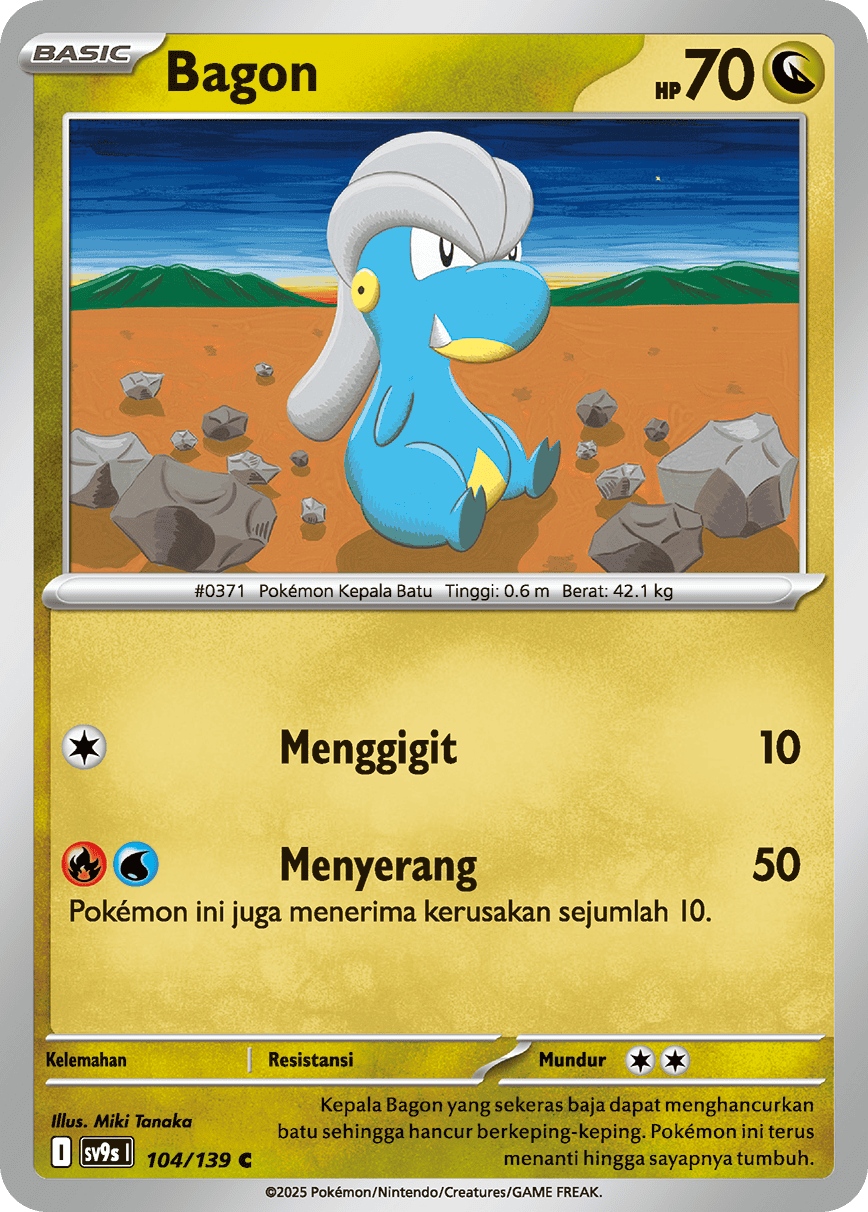 BASIC
Bagon
HP 70
#0371 Pokémon Kepala Batu Tinggi: 0.6 m Berat: 42.1 kg
Menggigit 10
Menyerang 50
Pokémon ini juga menerima kerusakan sejumlah 10.
Kelemahan Resistansi Mundur
Illus. Miki Tanaka
Kepala Bagon yang sekeras baja dapat menghancurkan
batu sehingga hancur berkeping-keping. Pokémon ini terus
menanti hingga sayapnya tumbuh.
I sv9s I 104/139 C
©2025 Pokémon/Nintendo/Creatures/GAME FREAK.